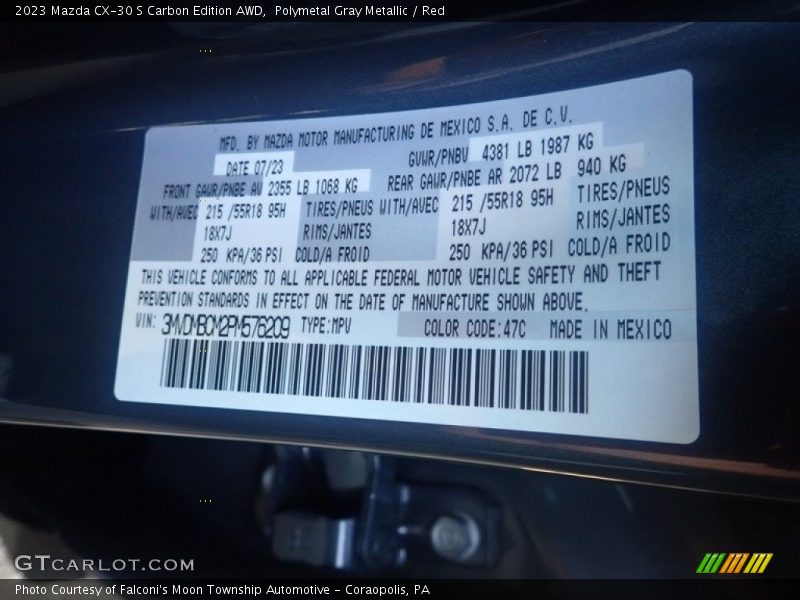 2023 Mazda CX-30 S Carbon Edition AWD, Polymetal Gray Metallic / Red
MFD. BY MAZDA MOTOR MANUFACTURING DE MEXICO S.A. DE C.V.
DATE 07/23 GUWR/PNBU 4381 LB 1987 KG
FRONT GAWR/PNBE AV 2355 LB 1068 KG REAR GAWR/PNBE AR 2072 LB 940 KG
WITH/AVEC 215 /55R18 95H TIRES/PNEUS WITH/AVEC 215 /55R18 95H TIRES/PNEUS
18X7J RIMS/JANTES 18X7J RIMS/JANTES
250 KPA/36 PSI COLD/A FROID 250 KPA/36 PSI COLD/A FROID
THIS VEHICLE CONFORMS TO ALL APPLICABLE FEDERAL MOTOR VEHICLE SAFETY AND THEFT
PREVENTION STANDARDS IN EFFECT ON THE DATE OF MANUFACTURE SHOWN ABOVE.
VIN: 3MVDMBCM2PM576209 TYPE:MPV COLOR CODE:47C MADE IN MEXICO
GTCARLOT.COM
Photo Courtesy of Falconi's Moon Township Automotive - Coraopolis, PA